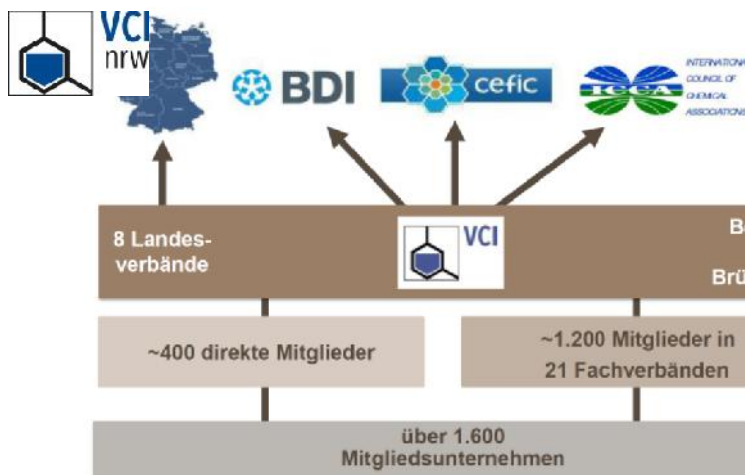 VCI
nrw
BDI
cefic
ICCA
INTERNATIONAL
COUNCIL OF
CHEMICAL
ASSOCIATIONS
8 Landes-
verbände
VCI
~400 direkte Mitglieder
~1.200 Mitglieder in
21 Fachverbänden
über 1.600
Mitgliedsunternehmen